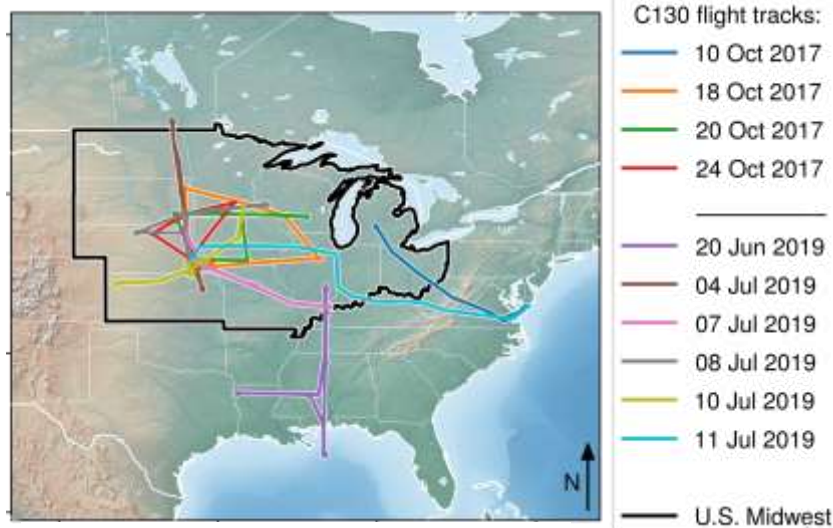 C130 flight tracks:
10 Oct 2017
18 Oct 2017
20 Oct 2017
24 Oct 2017
20 Jun 2019
04 Jul 2019
07 Jul 2019
08 Jul 2019
10 Jul 2019
11 Jul 2019
N
U.S. Midwest